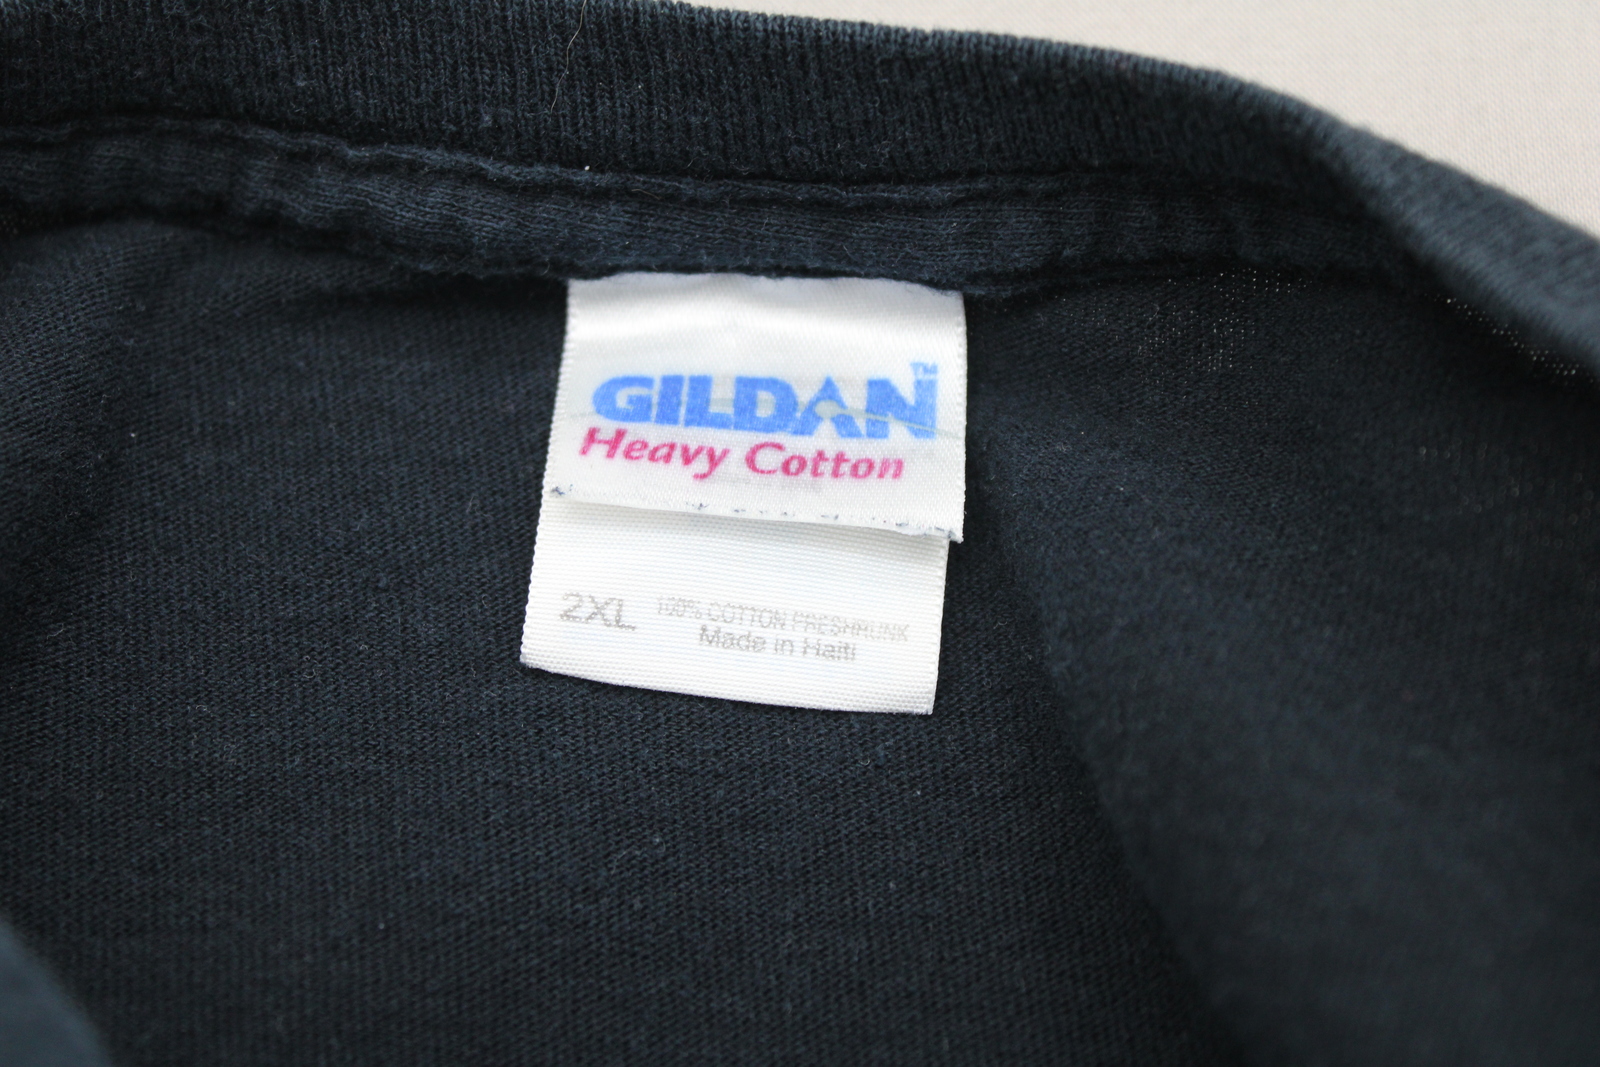 GILDAN™
Heavy Cotton
2XL 100% COTTON PRESHRUNK
Made in Haiti